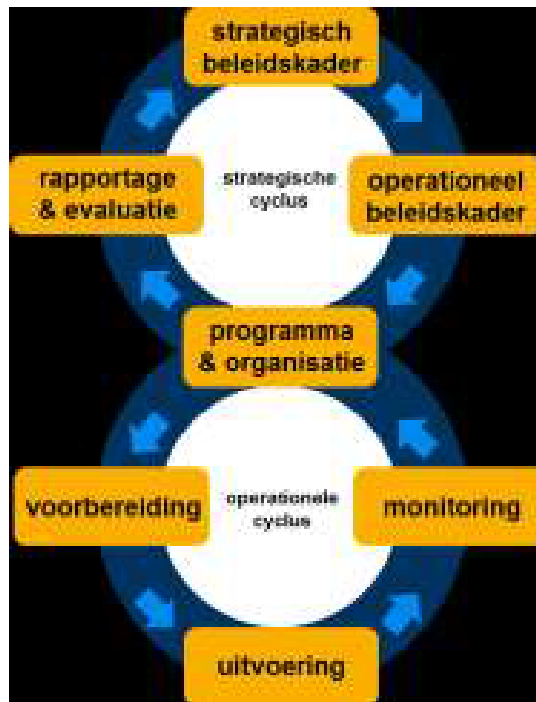 strategisch
beleidskader
rapportage
& evaluatie
strategische
cyclus
operationeel
beleidskader
programma
& organisatie
voorbereiding
operationele
cyclus
monitoring
uitvoering